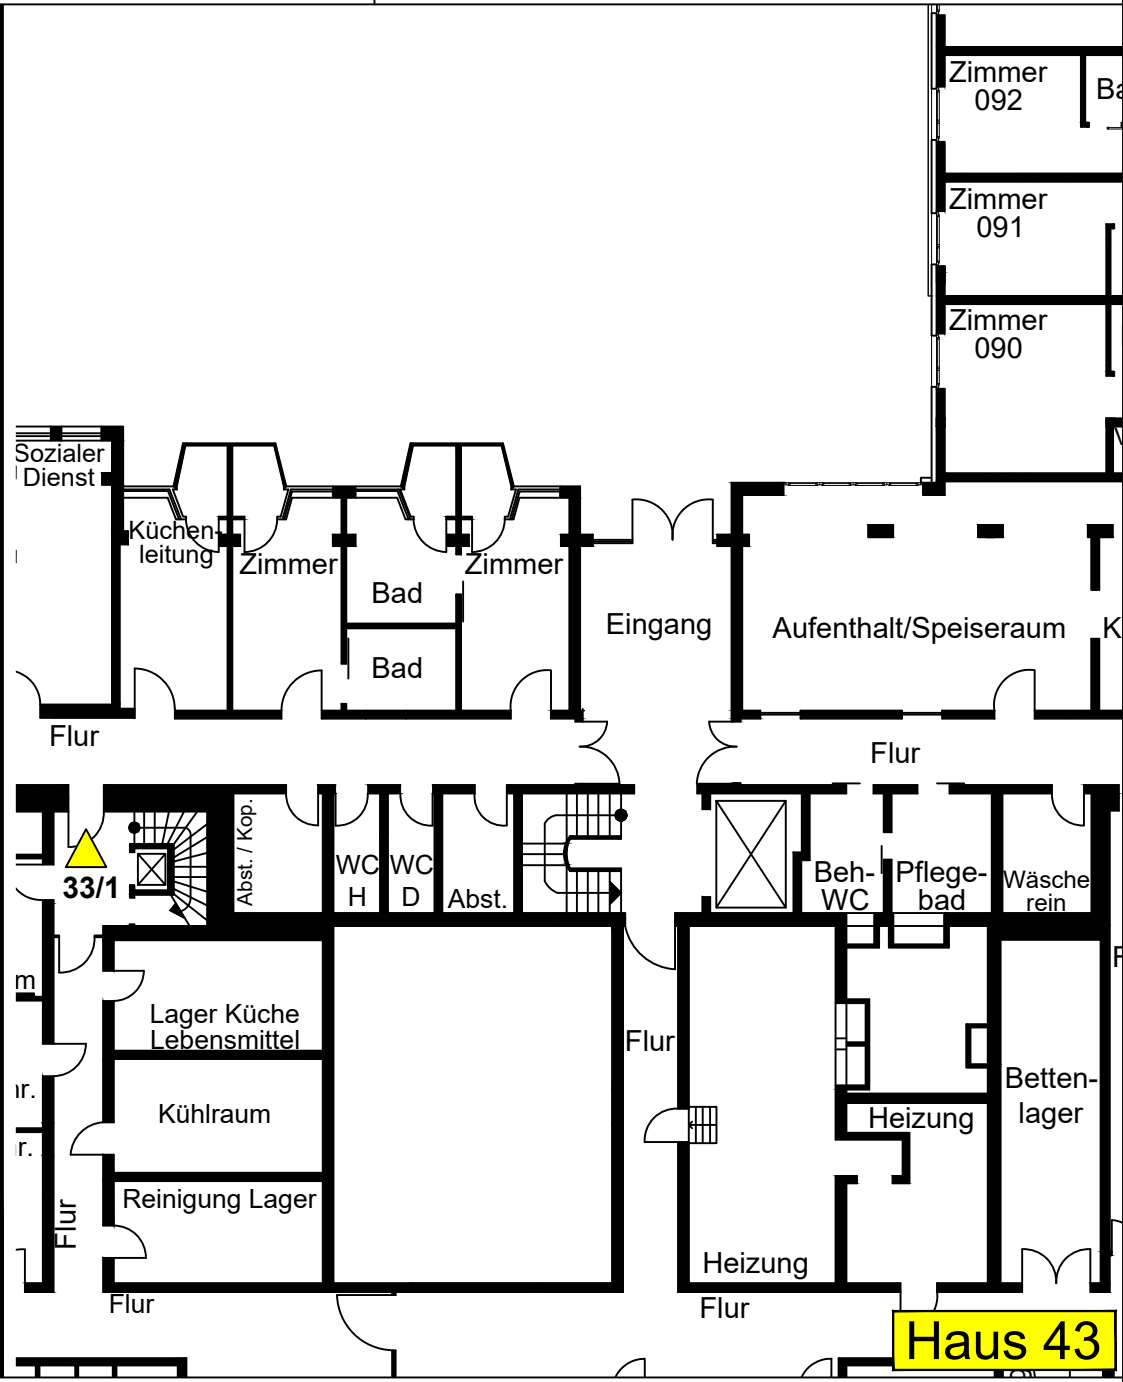 Zimmer
092
Ba
Zimmer
091
Zimmer
090
Sozialer
Dienst
Küchen-
leitung
Zimmer
Bad
Bad
Zimmer
Eingang
Aufenthalt/Speiseraum
K
Flur
Flur
33/1
Abst. / Kop.
WC
H
WC
D
Abst.
Beh-
WC
Pflege-
bad
Wäsche
rein
m
Lager Küche
Lebensmittel
Flur
Betten-
lager
Kühlraum
Heizung
r.
Reinigung Lager
Flur
Heizung
Flur
Flur
Haus 43